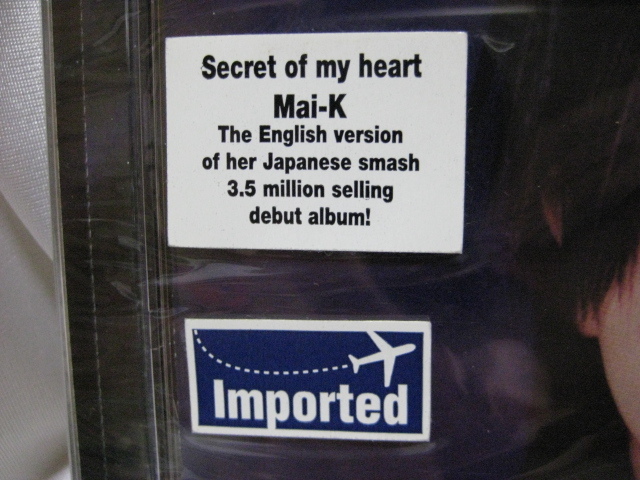 Secret of my heart
Mai-K
The English version
of her Japanese smash
3.5 million selling
debut album!
Imported